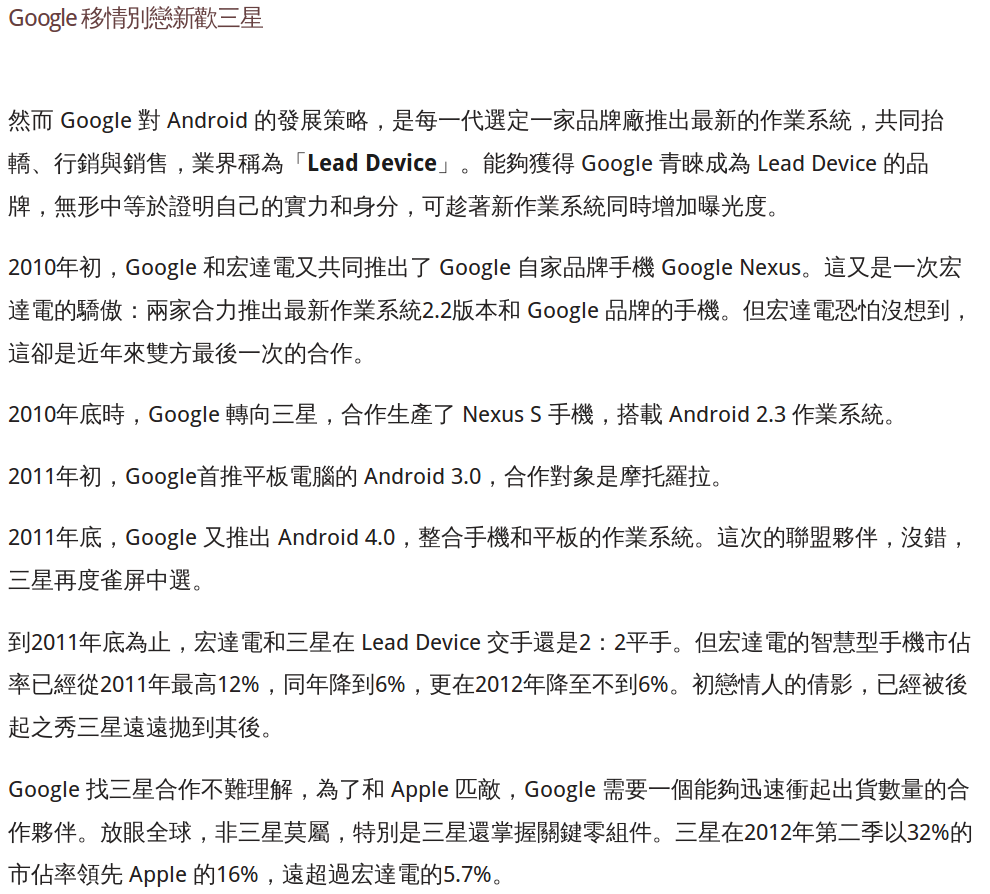 Google 移情別戀新歡三星
然而 Google 對 Android 的發展策略，是每一代選定一家品牌廠推出最新的作業系統，共同抬
轎、行銷與銷售，業界稱為「Lead Device」。能夠獲得 Google 青睞成為 Lead Device 的品
牌，無形中等於證明自己的實力和身分，可趁著新作業系統同時增加曝光度。
2010年初，Google 和宏達電又共同推出了 Google 自家品牌手機 Google Nexus。這又是一次宏
達電的驕傲：兩家合力推出最新作業系統2.2版本和 Google 品牌的手機。但宏達電恐怕沒想到，
這卻是近年來雙方最後一次的合作。
2010年底時，Google 轉向三星，合作生產了 Nexus S 手機，搭載 Android 2.3 作業系統。
2011年初，Google首推平板電腦的 Android 3.0，合作對象是摩托羅拉。
2011年底，Google 又推出 Android 4.0，整合手機和平板的作業系統。這次的聯盟夥伴，沒錯，
三星再度雀屏中選。
到2011年底為止，宏達電和三星在 Lead Device 交手還是2：2平手。但宏達電的智慧型手機市佔
率已經從2011年最高12%，同年降到6%，更在2012年降至不到6%。初戀情人的倩影，已經被後
起之秀三星遠遠拋到其後。
Google 找三星合作不難理解，為了和 Apple 匹敵，Google 需要一個能夠迅速衝起出貨數量的合
作夥伴。放眼全球，非三星莫屬，特別是三星還掌握關鍵零組件。三星在2012年第二季以32%的
市佔率領先 Apple 的16%，遠超過宏達電的5.7%。